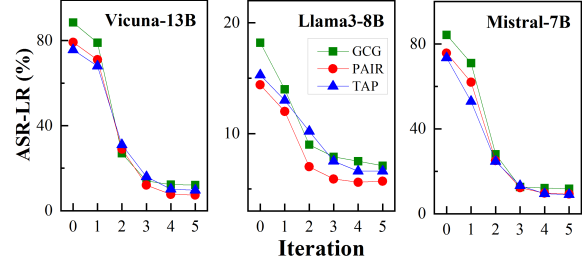 Vicuna-13B
Llama3-8B
Mistral-7B
GCG
PAIR
TAP
ASR-LR (%)
80
40
0
20
10
80
40
0
0 1 2 3 4 5
0 1 2 3 4 5
0 1 2 3 4 5
Iteration